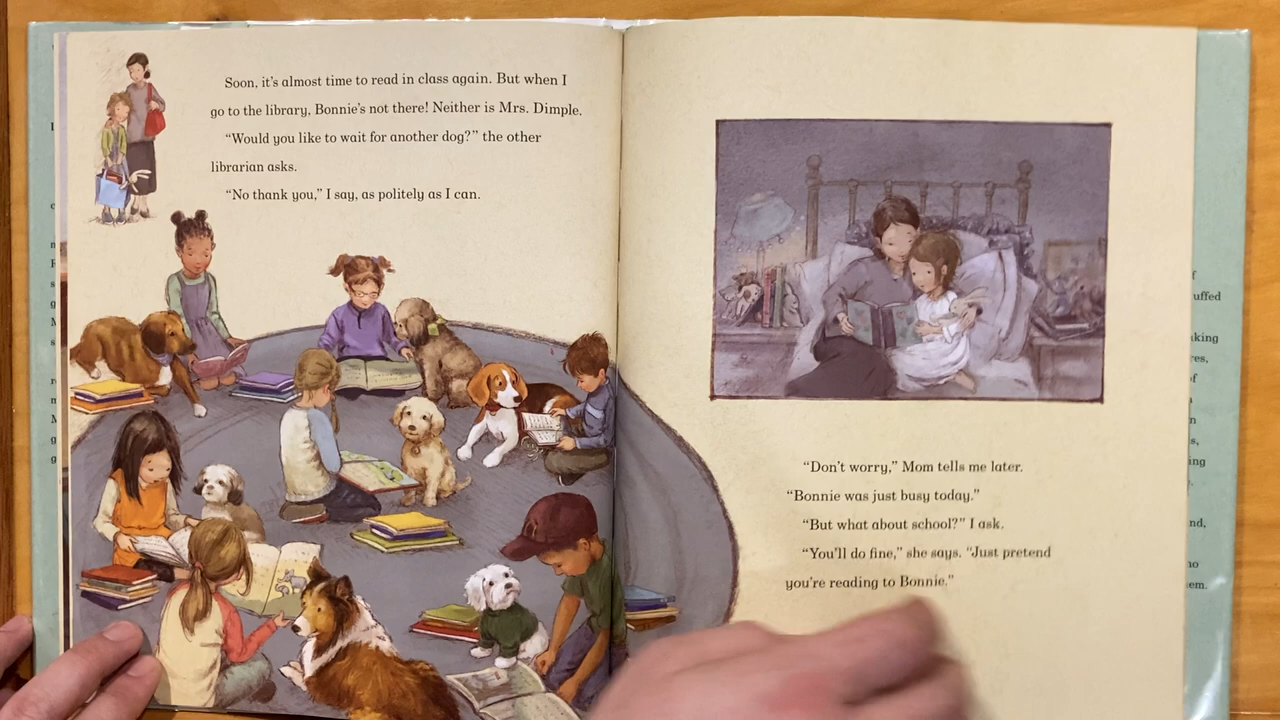 Soon, it's almost time to read in class again. But when I
go to the library, Bonnie's not there! Neither is Mrs. Dimple.
"Would you like to wait for another dog?" the other
librarian asks.
"No thank you," I say, as politely as I can.
"Don't worry," Mom tells me later.
"Bonnie was just busy today."
"But what about school?" I ask.
"You'll do fine," she says. "Just pretend
you're reading to Bonnie."